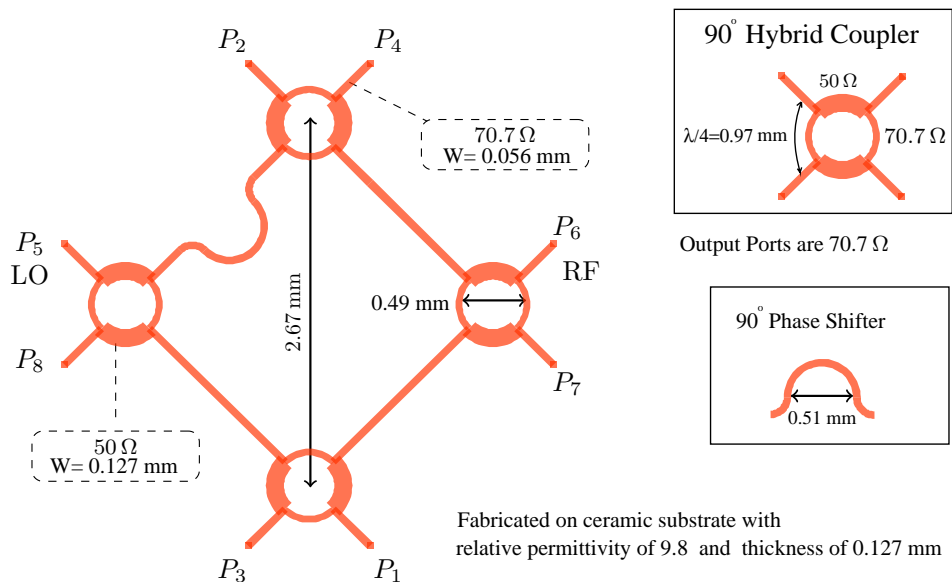 P2
P4
70.7 Ω
W= 0.056 mm
P5
LO
P6
RF
2.67 mm
0.49 mm
P8
P7
50 Ω
W= 0.127 mm
P3
P1
90° Hybrid Coupler
50 Ω
λ/4=0.97 mm
70.7 Ω
Output Ports are 70.7 Ω
90° Phase Shifter
0.51 mm
Fabricated on ceramic substrate with
relative permittivity of 9.8 and thickness of 0.127 mm